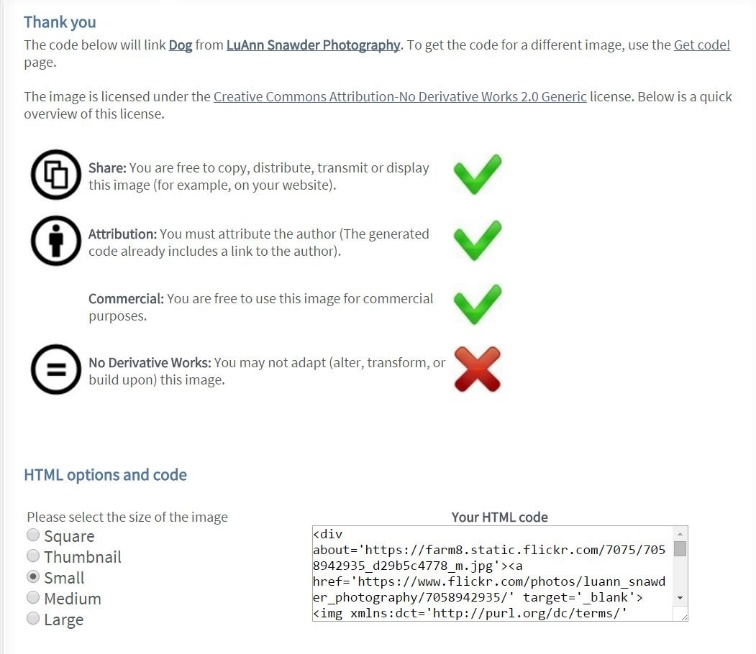 Thank you
The code below will link Dog from LuAnn Snawder Photography. To get the code for a different image, use the Get code!
page.
The image is licensed under the Creative Commons Attribution-No Derivative Works 2.0 Generic license. Below is a quick
overview of this license.
Share: You are free to copy, distribute, transmit or display
this image (for example, on your website).
Attribution: You must attribute the author (The generated
code already includes a link to the author).
Commercial: You are free to use this image for commercial
purposes.
No Derivative Works: You may not adapt (alter, transform, or
build upon) this image.
HTML options and code
Please select the size of the image
Square
Thumbnail
Small
Medium
Large
Your HTML code
<div
about='https://farm8.static.flickr.com/7075/705
8942935_d29b5c4778_m.jpg'><a
href='https://www.flickr.com/photos/luann_snawd
er_photography/7058942935/' target='_blank'>
<img xmlns:dct='http://purl.org/dc/terms/'